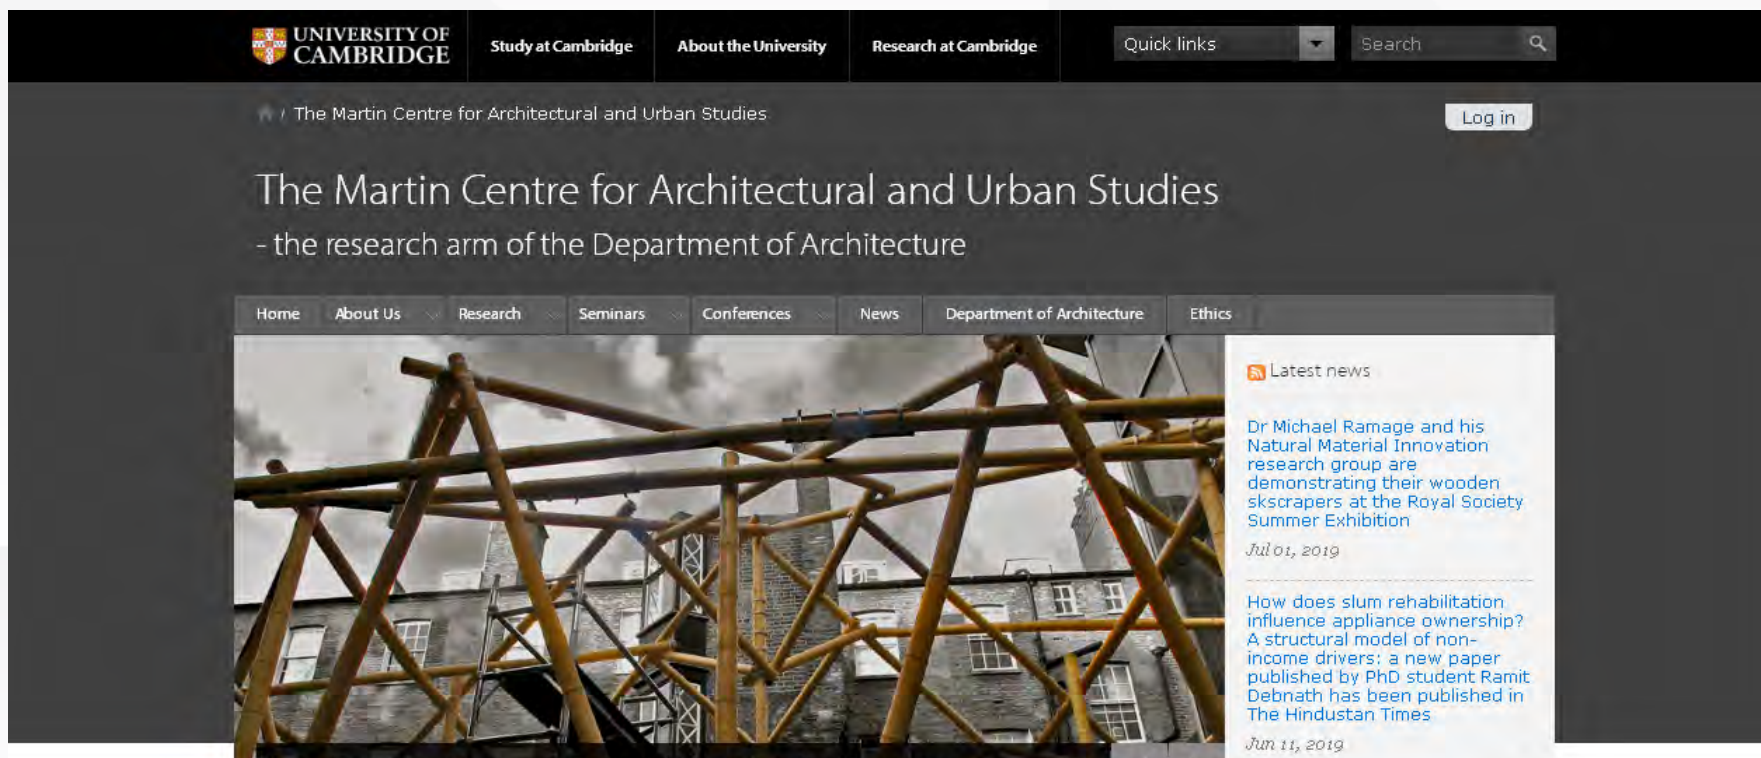 UNIVERSITY OF
CAMBRIDGE
Study at Cambridge
About the University
Research at Cambridge
Quick links
Search
/ The Martin Centre for Architectural and Urban Studies
Log in
The Martin Centre for Architectural and Urban Studies
- the research arm of the Department of Architecture
Home
About Us
Research
Seminars
Conferences
News
Department of Architecture
Ethics
Latest news
Dr Michael Ramage and his
Natural Material Innovation
research group are
demonstrating their wooden
skscrapers at the Royal Society
Summer Exhibition
Jul 01, 2019
How does slum rehabilitation
influence appliance ownership?
A structural model of non-
income drivers: a new paper
published by PhD student Ramit
Debnath has been published in
The Hindustan Times
Jun 11, 2019